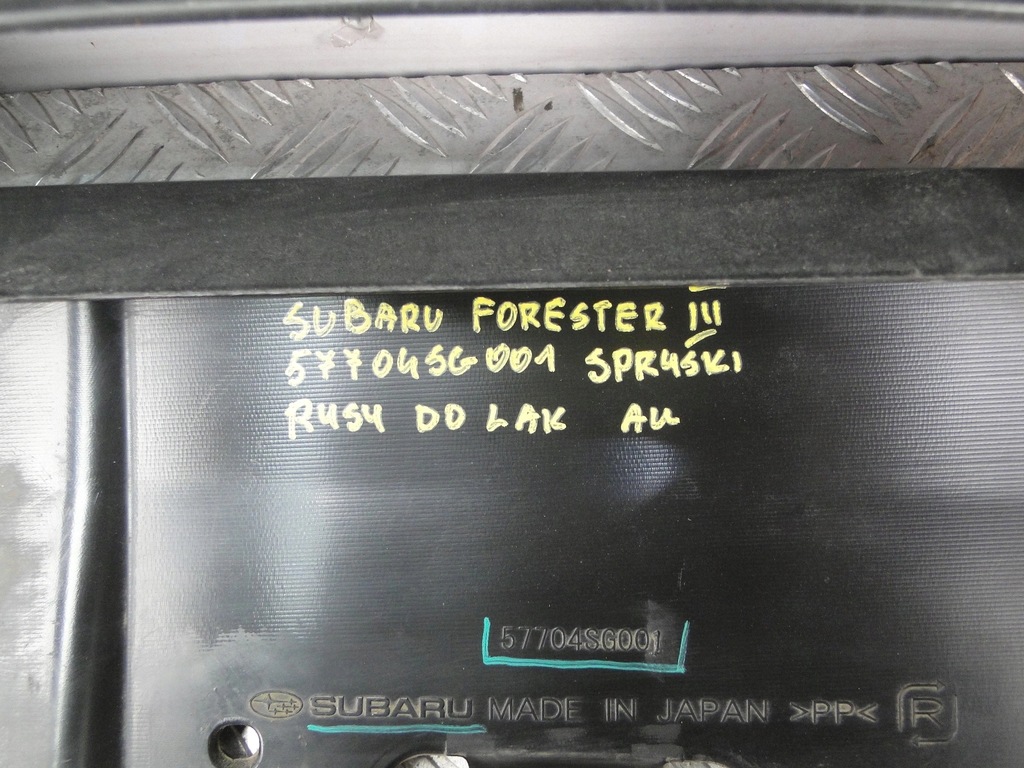 SUBARU FORESTER III
57704SG001 SPRYSKI
RYSY DO LAK AU
57704SG001
SUBARU MADE IN JAPAN >PP< R